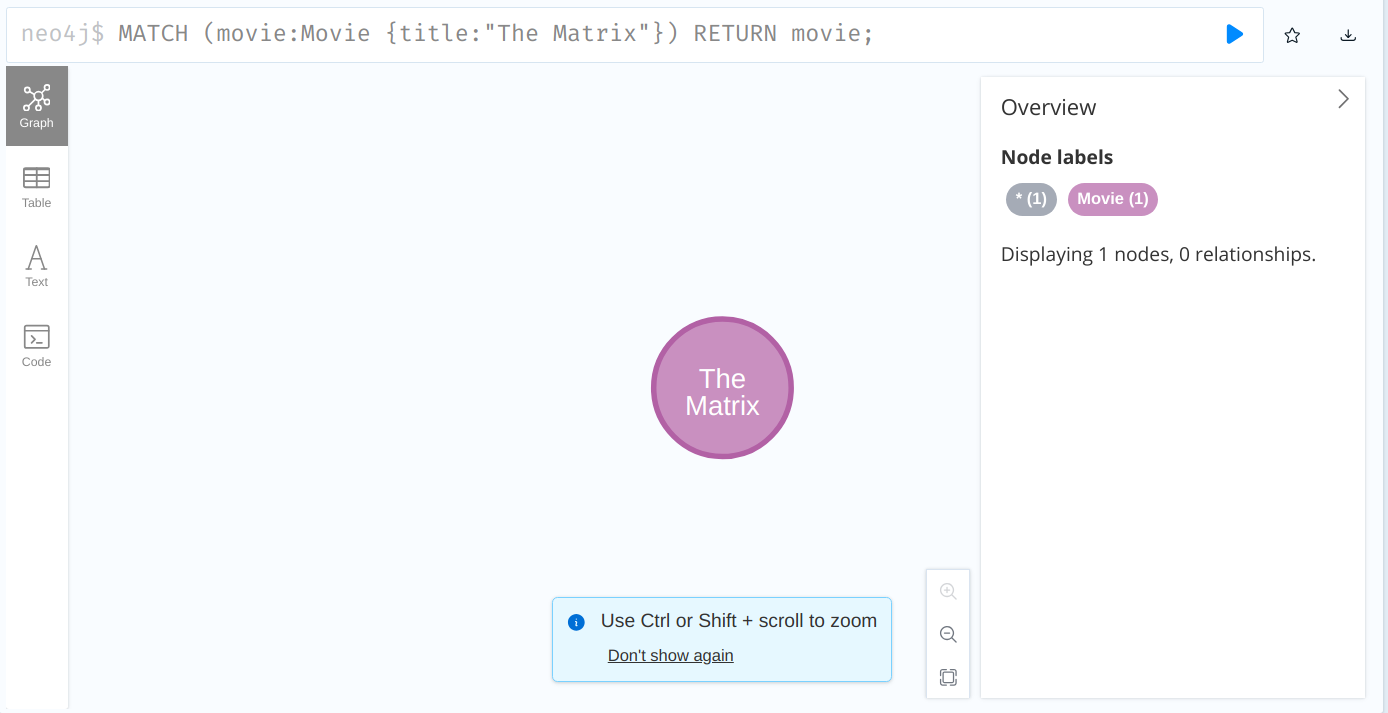 neo4j$ MATCH (movie:Movie {title:"The Matrix"}) RETURN movie;
Graph
Table
Text
Code
The
Matrix
Use Ctrl or Shift + scroll to zoom
Don't show again
Overview
Node labels
* (1) Movie (1)
Displaying 1 nodes, 0 relationships.